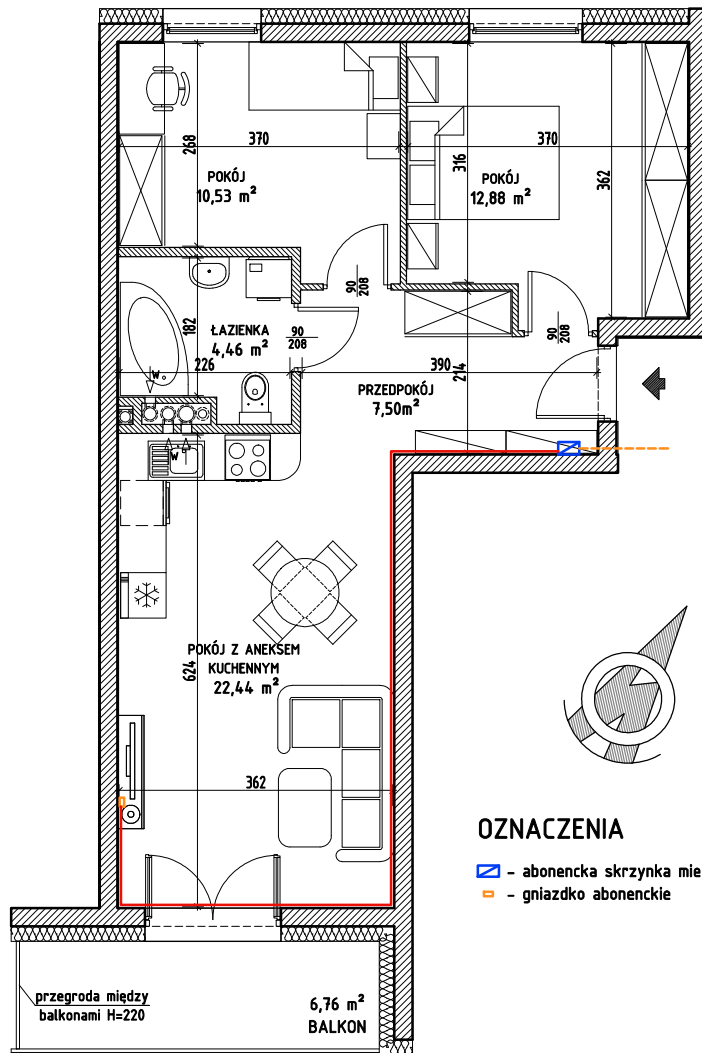 268
370
POKÓJ
10,53 m²
316
370
POKÓJ
12,88 m²
362
90
208
90
208
182
ŁAZIENKA
4,46 m²
90
208
226
390
214
PRZEDPOKÓJ
7,50m²
W
W
624
POKÓJ Z ANEKSEM
KUCHENNYM
22,44 m²
362
OZNACZENIA
- abonencka skrzynka mie
- gniazdko abonenckie
przegroda między
balkonami H=220
6,76 m²
BALKON